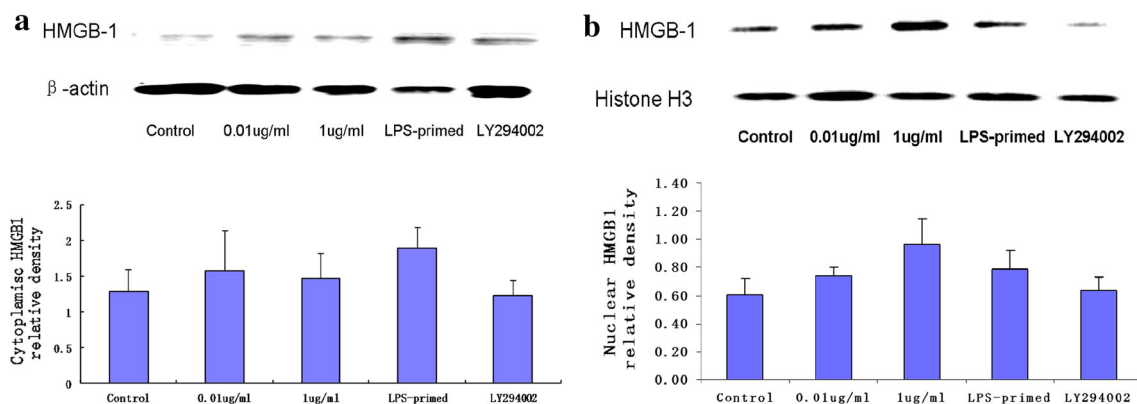 a
HMGB-1
β-actin
Control 0.01ug/ml 1ug/ml LPS-primed LY294002
Cytoplamisc HMGB1
relative density
2.5
2
1.5
1
0.5
0
Control 0.01ug/ml 1ug/ml LPS-primed LY294002
b
HMGB-1
Histone H3
Control 0.01ug/ml 1ug/ml LPS-primed LY294002
Nuclear HMGB1
relative density
1.40
1.20
1.00
0.80
0.60
0.40
0.20
0.00
Control 0.01ug/ml 1ug/ml LPS-primed LY294002